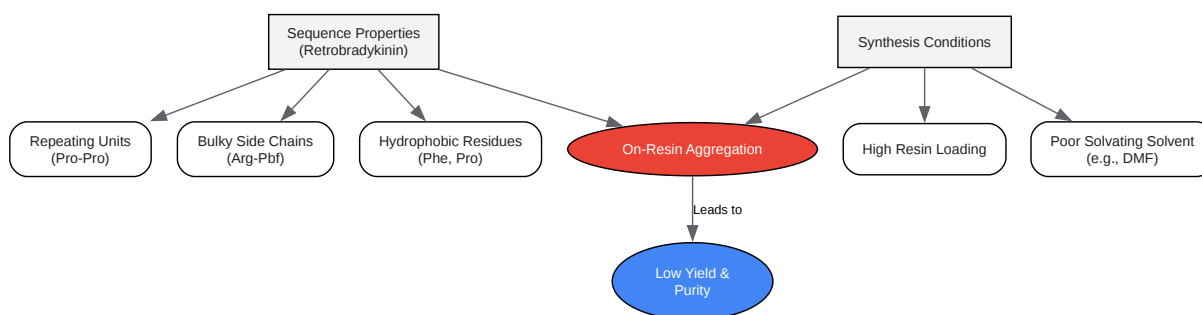 Sequence Properties
(Retrobradykinin)
Synthesis Conditions
Repeating Units
(Pro-Pro)
Bulky Side Chains
(Arg-Pbf)
Hydrophobic Residues
(Phe, Pro)
On-Resin Aggregation
High Resin Loading
Poor Solvating Solvent
(e.g., DMF)
Leads to
Low Yield &
Purity